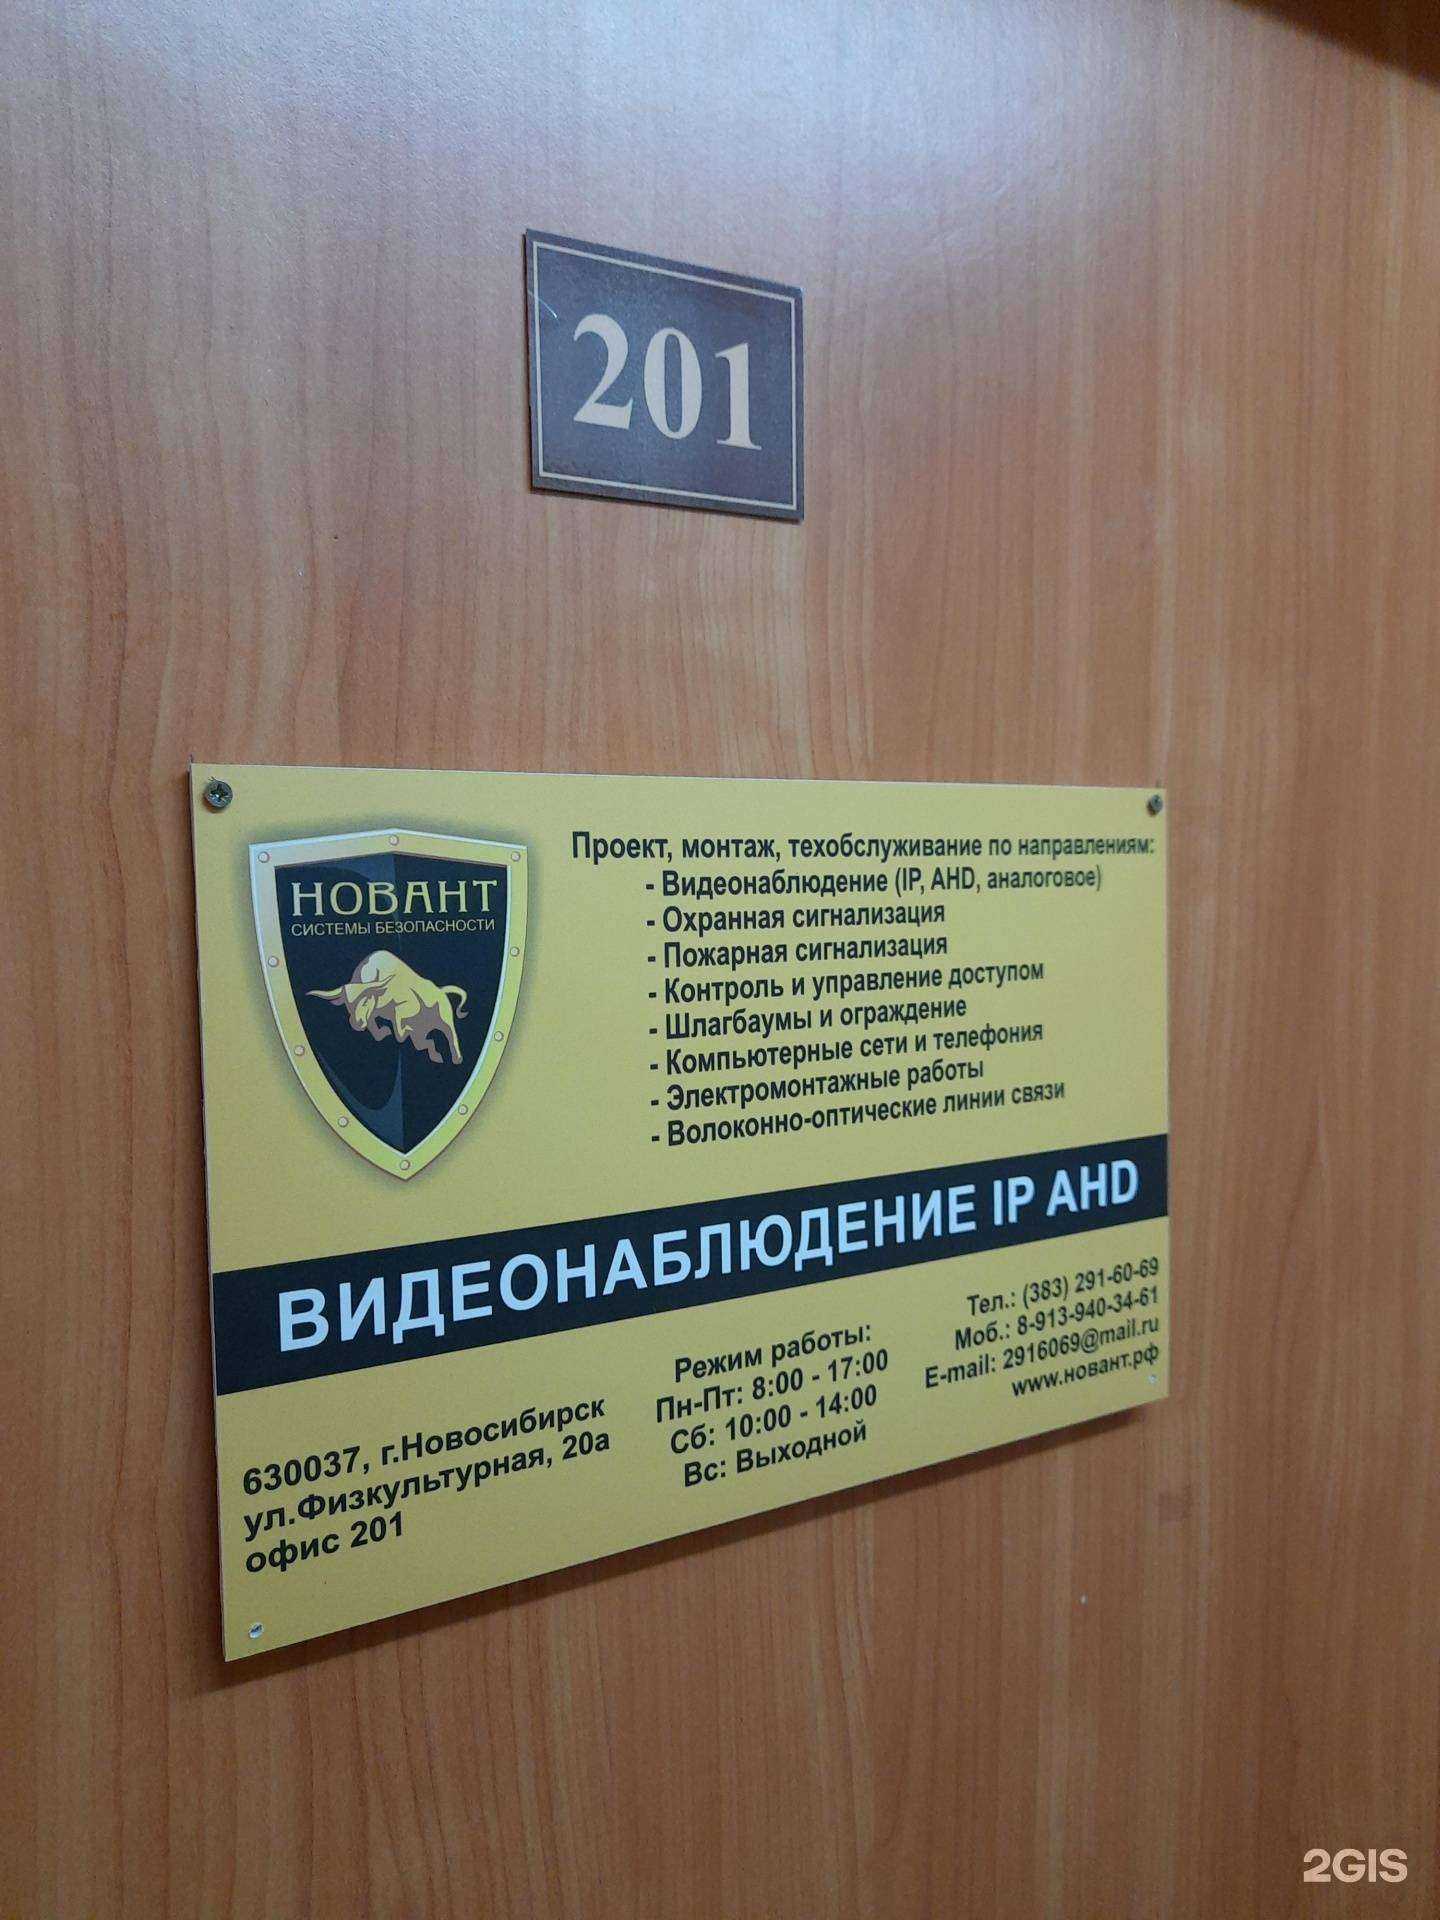 201
НОВАНТ
СИСТЕМЫ БЕЗОПАСНОСТИ
Проект, монтаж, техобслуживание по направлениям:
- Видеонаблюдение (IP, AHD, аналоговое)
- Охранная сигнализация
- Пожарная сигнализация
- Контроль и управление доступом
- Шлагбаумы и ограждение
- Компьютерные сети и телефония
- Электромонтажные работы
- Волоконно-оптические линии связи
ВИДЕОНАБЛЮДЕНИЕ IP AHD
630037, г.Новосибирск
ул.Физкультурная, 20а
офис 201
Режим работы:
Пн-Пт: 8:00 - 17:00
Сб: 10:00 - 14:00
Вс: Выходной
Тел.: (383) 291-60-69
Моб.: 8-913-940-34-61
E-mail: 2916069@mail.ru
www.новант.рф
2GIS